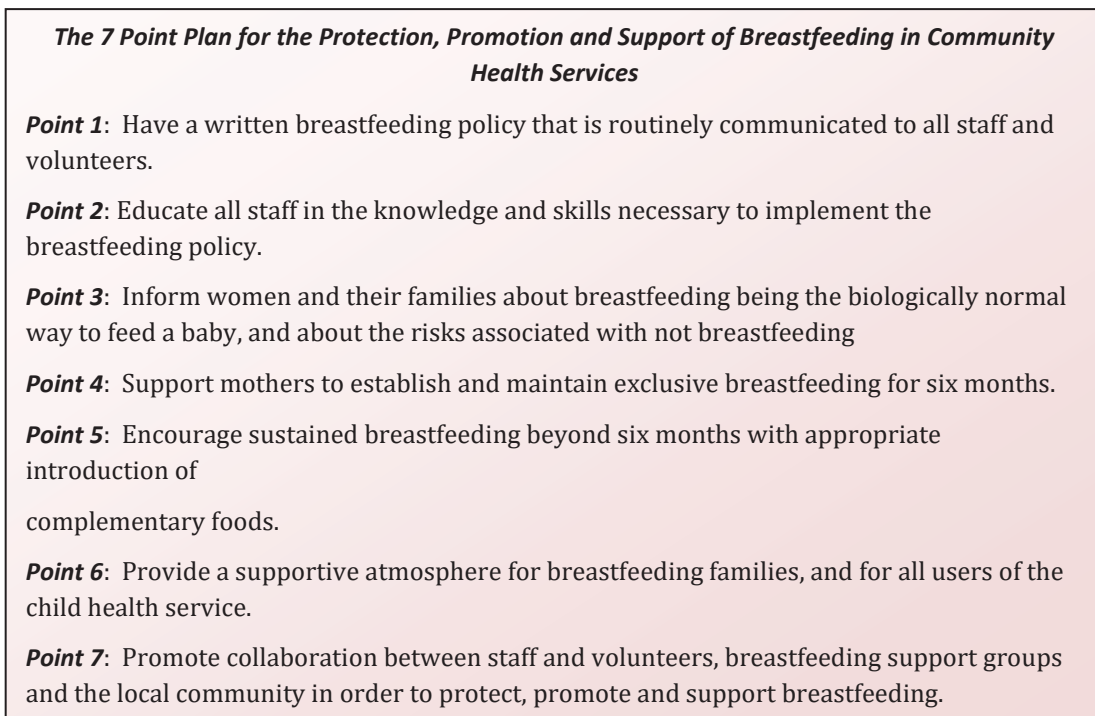 The 7 Point Plan for the Protection, Promotion and Support of Breastfeeding in Community
Health Services
Point 1: Have a written breastfeeding policy that is routinely communicated to all staff and
volunteers.
Point 2: Educate all staff in the knowledge and skills necessary to implement the
breastfeeding policy.
Point 3: Inform women and their families about breastfeeding being the biologically normal
way to feed a baby, and about the risks associated with not breastfeeding
Point 4: Support mothers to establish and maintain exclusive breastfeeding for six months.
Point 5: Encourage sustained breastfeeding beyond six months with appropriate
introduction of
complementary foods.
Point 6: Provide a supportive atmosphere for breastfeeding families, and for all users of the
child health service.
Point 7: Promote collaboration between staff and volunteers, breastfeeding support groups
and the local community in order to protect, promote and support breastfeeding.